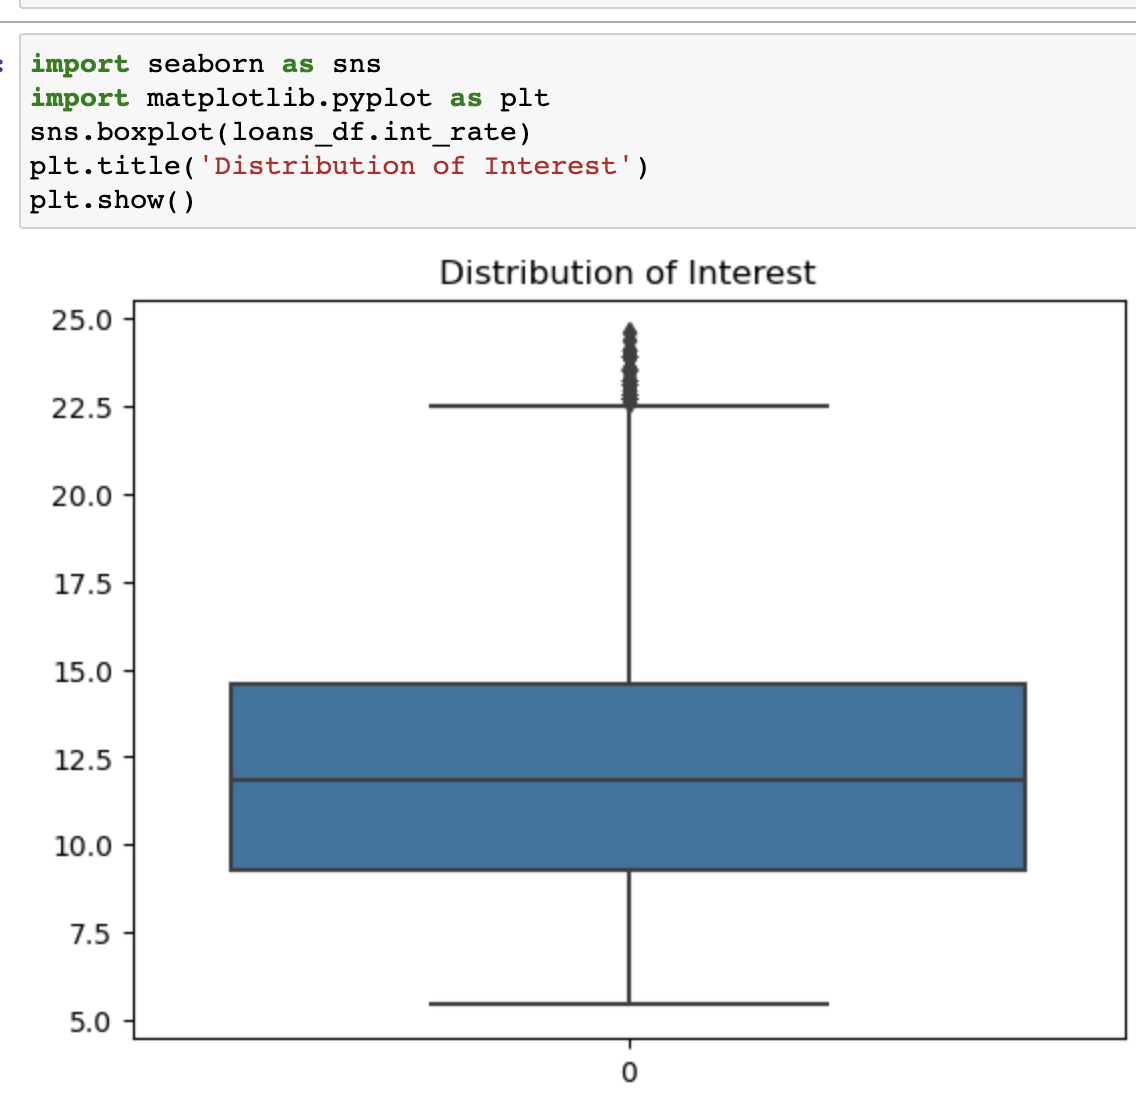 :
import seaborn as sns
import matplotlib.pyplot as plt
sns.boxplot(loans_df.int_rate)
plt.title('Distribution of Interest')
plt.show()
Distribution of Interest
25.0
22.5
20.0
17.5
15.0
12.5
10.0
7.5
5.0
0